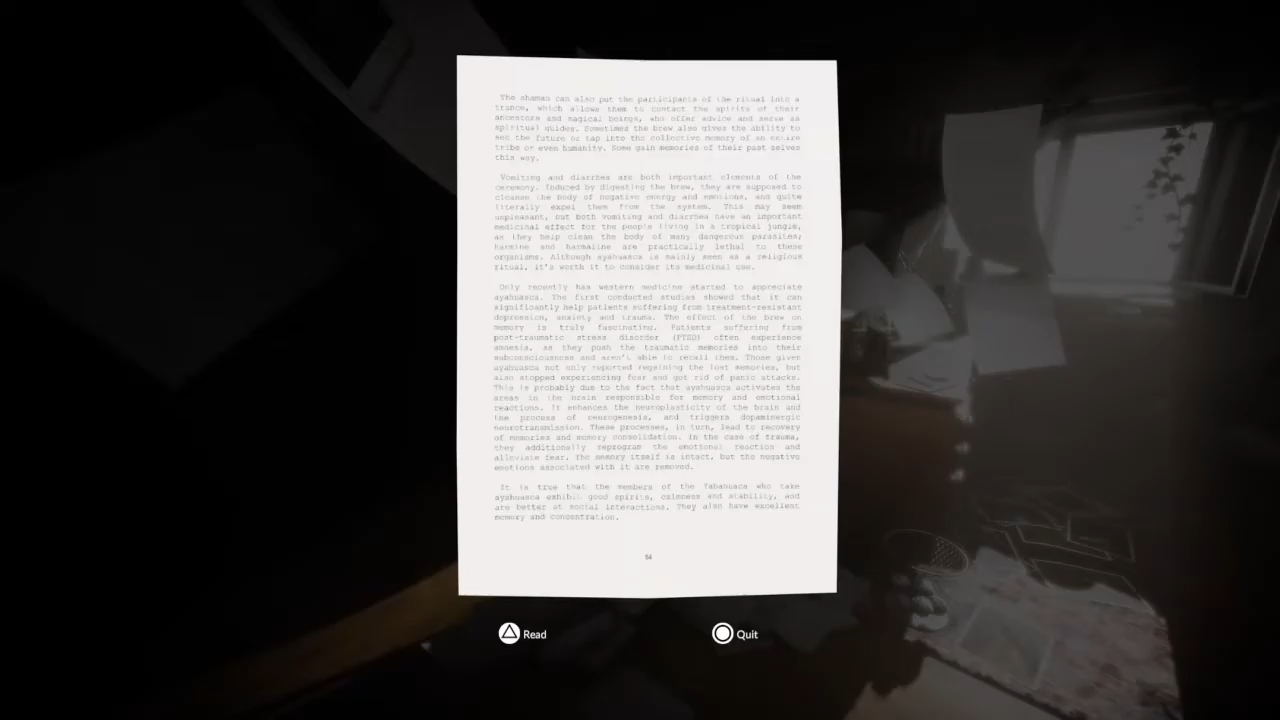 The shaman can also put the participants of the ritual into a
trance, which allows them to contact the spirits of their
ancestors and magical beings, who offer advice and serve as
spiritual guides. Sometimes the brew also gives the ability to
see the future or tap into the collective memory of an entire
tribe or even humanity. Some gain memories of their past selves
this way.
Vomiting and diarrhea are both important elements of the
ceremony. Induced by digesting the brew, they are supposed to
cleanse the body of negative energy and emotions, and quite
literally expel them from the system. This may seem
unpleasant, but both vomiting and diarrhea have an important
medicinal effect for the people living in a tropical jungle,
as they help clean the body of many dangerous parasites;
harmine and harmaline are practically lethal to these
organisms. Although ayahuasca is mainly seen as a religious
ritual, it's worth it to consider its medicinal use.
Only recently has western medicine started to appreciate
ayahuasca. The first conducted studies showed that it can
significantly help patients suffering from treatment-resistant
depression, anxiety and trauma. The effect of the brew on
memory is truly fascinating. Patients suffering from
post-traumatic stress disorder (PTSD) often experience
amnesia, as they push the traumatic memories into their
subconsciousness and aren't able to recall them. Those given
ayahuasca not only reported regaining the lost memories, but
also stopped experiencing fear and got rid of panic attacks.
This is probably due to the fact that ayahuasca activates the
areas in the brain responsible for memory and emotional
reactions. It enhances the neuroplasticity of the brain and
the process of neurogenesis, and triggers dopaminergic
neurotransmission. These processes, in turn, lead to recovery
of memories and memory consolidation. In the case of trauma,
they additionally reprogram the emotional reaction and
alleviate fear. The memory itself is intact, but the negative
emotions associated with it are removed.
It is true that the members of the Yabahuaca who take
ayahuasca exhibit good spirits, calmness and stability, and
are better at social interactions. They also have excellent
memory and concentration.
54
Read
Quit